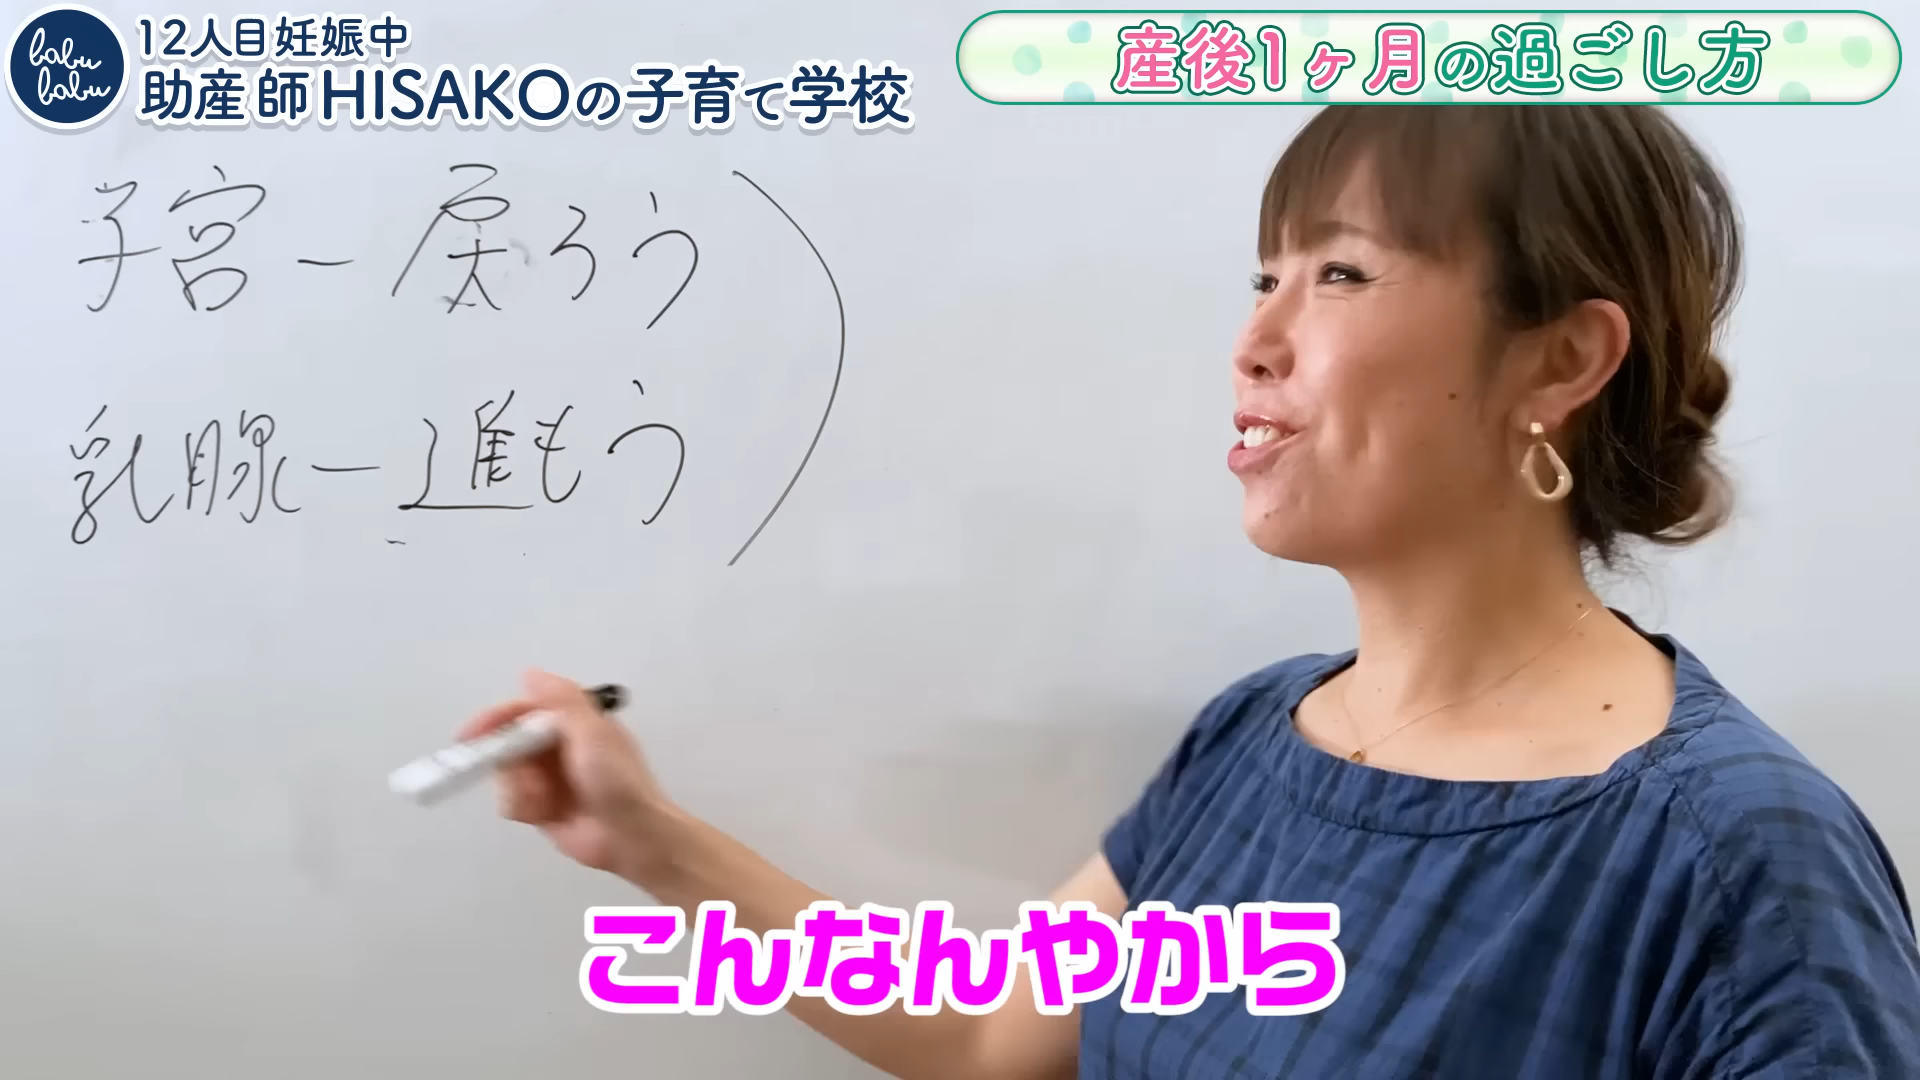 babu
babu
12人目妊娠中
助産師HISAKOの子育て学校
産後1ヶ月の過ごし方
子宮ー戻ろう
乳腺ー進もう
こんなんやから